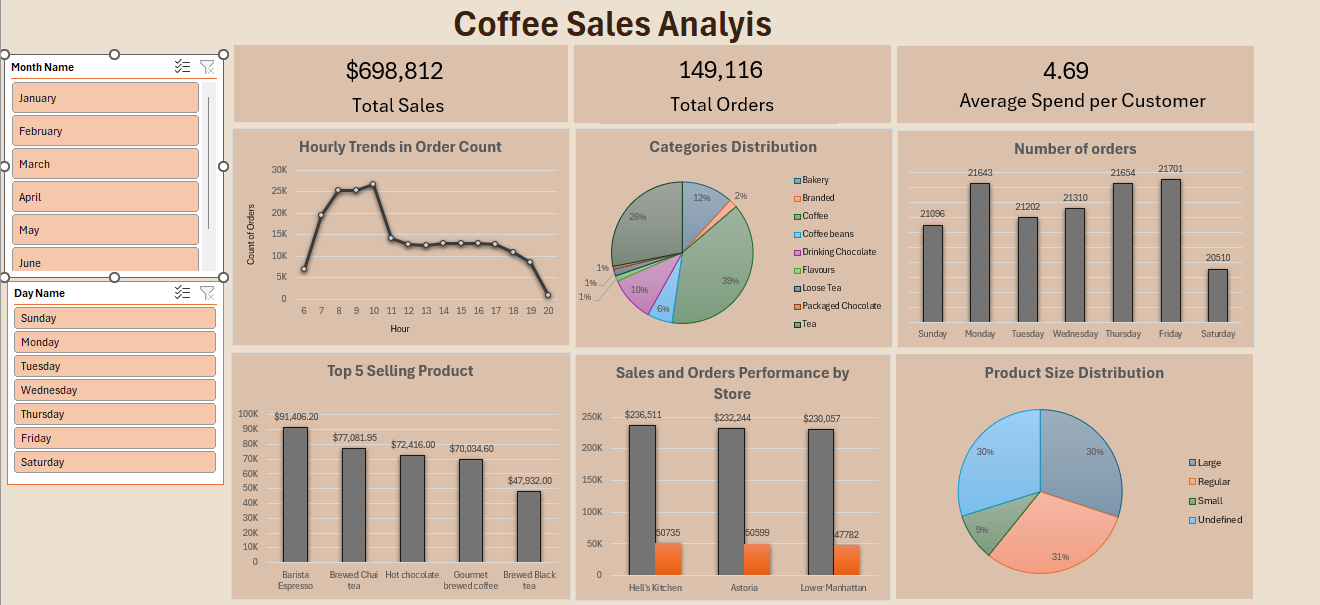 Coffee Sales Analyis
Month Name
January
February
March
April
May
June
Day Name
Sunday
Monday
Tuesday
Wednesday
Thursday
Friday
Saturday
$698,812
Total Sales
149,116
Total Orders
4.69
Average Spend per Customer
Hourly Trends in Order Count
Count of Orders
30K
25K
20K
15K
10K
5K
0
6 7 8 9 10 11 12 13 14 15 16 17 18 19 20
Hour
Categories Distribution
12%
2%
39%
6%
10%
1%
1%
1%
28%
Bakery
Branded
Coffee
Coffee beans
Drinking Chocolate
Flavours
Loose Tea
Packaged Chocolate
Tea
Number of orders
21096 21643 21202 21310 21654 21701 20510
Sunday Monday Tuesday Wednesday Thursday Friday Saturday
Top 5 Selling Product
100K
90K
80K
70K
60K
50K
40K
30K
20K
10K
0
$91,406.20 $77,081.95 $72,416.00 $70,034.60 $47,932.00
Barista Espresso
Brewed Chai tea
Hot chocolate
Gourmet brewed coffee
Brewed Black tea
Sales and Orders Performance by
Store
250K
200K
150K
100K
50K
0
$236,511 $232,244 $230,057
50735 50599 47782
Hell's Kitchen Astoria Lower Manhattan
Product Size Distribution
30%
31%
9%
30%
Large
Regular
Small
Undefined